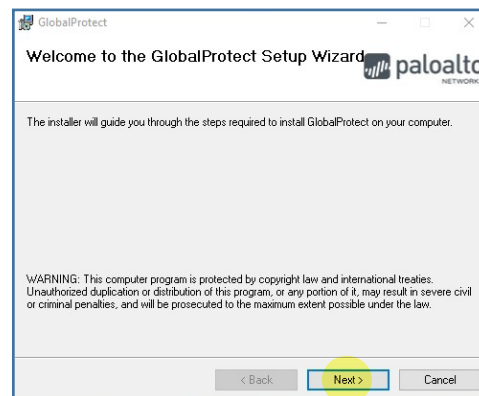 GlobalProtect
Welcome to the GlobalProtect Setup Wizard
paloalto
NETWORKS
The installer will guide you through the steps required to install GlobalProtect on your computer.
WARNING: This computer program is protected by copyright law and international treaties.
Unauthorized duplication or distribution of this program, or any portion of it, may result in severe civil
or criminal penalties, and will be prosecuted to the maximum extent possible under the law.
< Back
Next >
Cancel